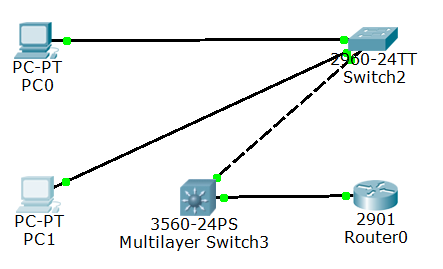 PC-PT
PC0
2960-24TT
Switch2
PC-PT
PC1
3560-24PS
Multilayer Switch3
2901
Router0